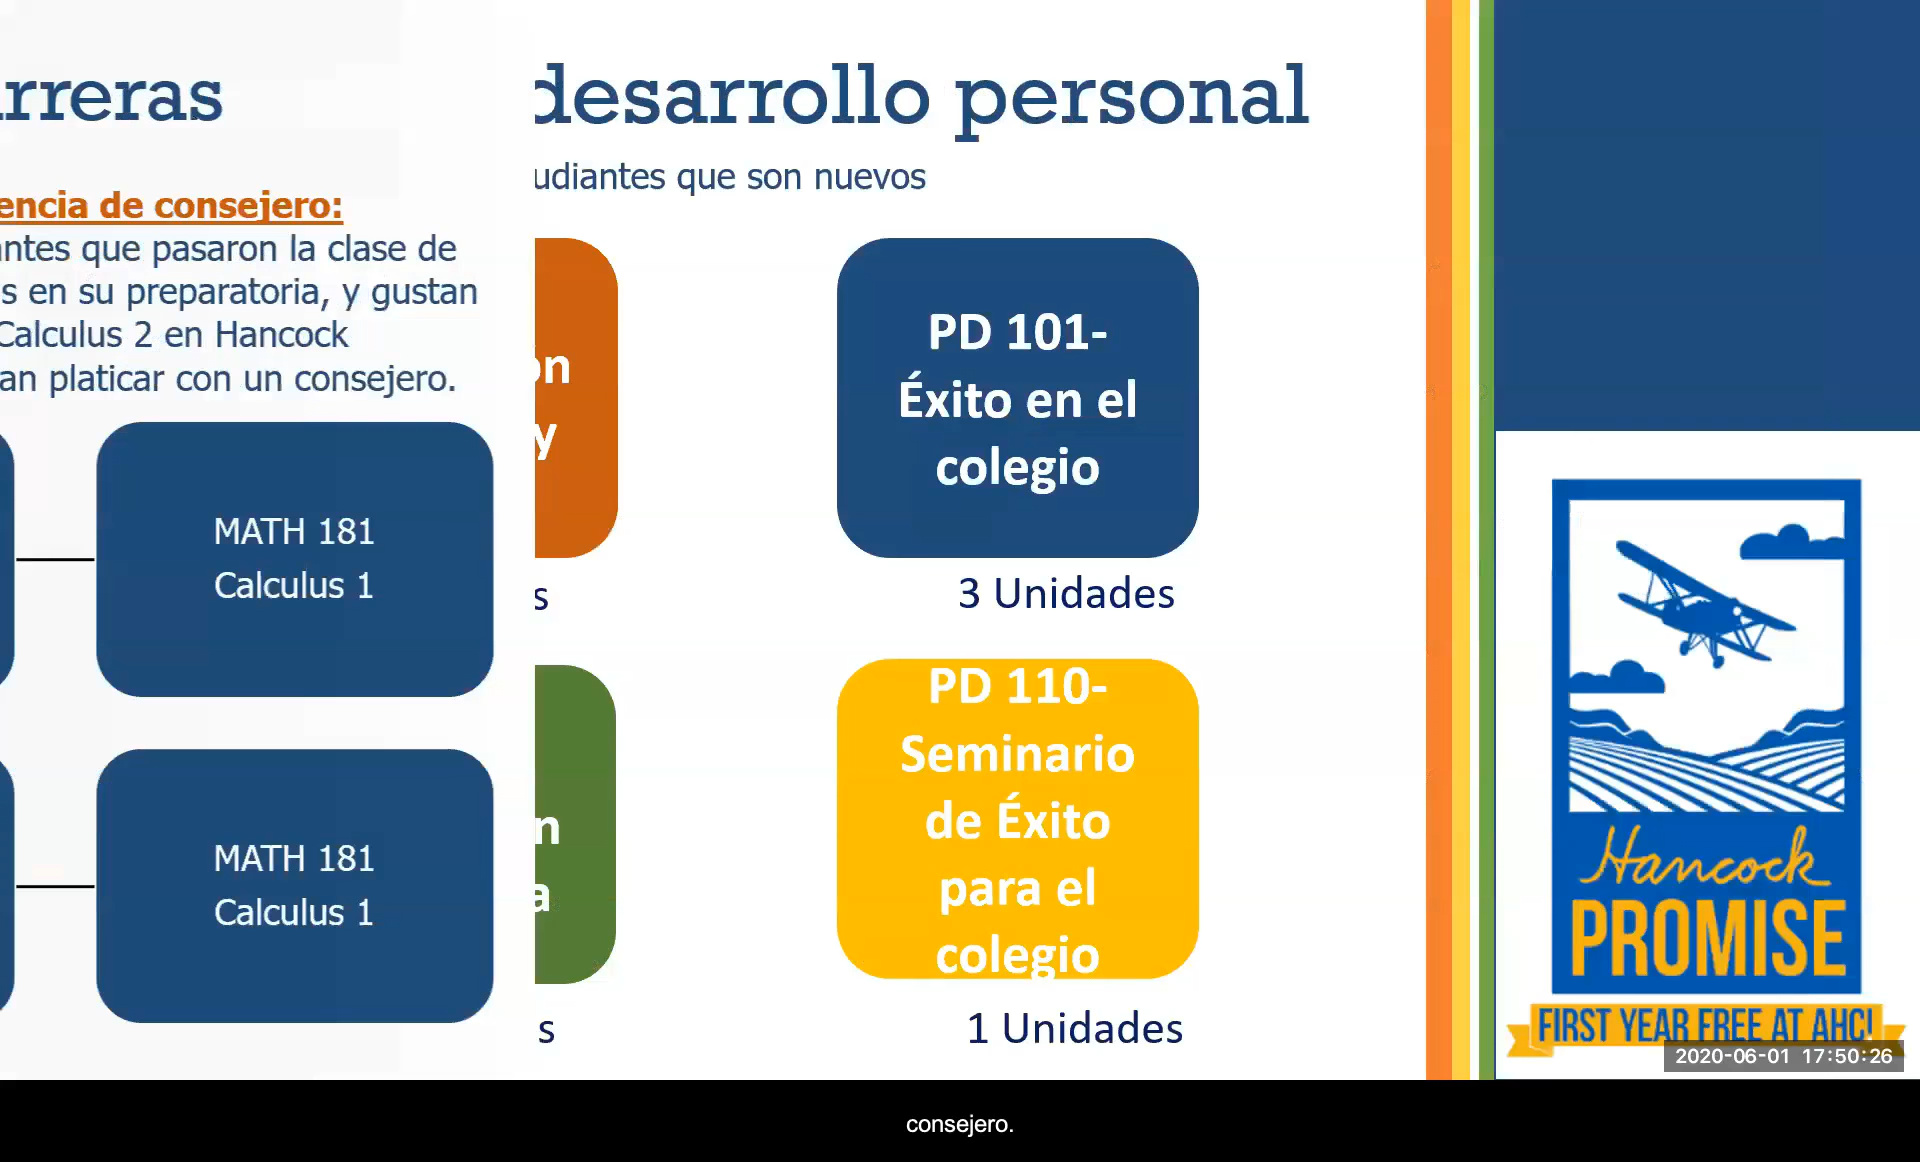 rreras
encia de consejero:
antes que pasaron la clase de
s en su preparatoria, y gustan
Calculus 2 en Hancock
an platicar con un consejero.
MATH 181
Calculus 1
MATH 181
Calculus 1
desarrollo personal
udiantes que son nuevos
ón
y
s
PD 101-
Éxito en el
colegio
3 Unidades
n
a
s
PD 110-
Seminario
de Éxito
para el
colegio
1 Unidades
Hancock
PROMISE
FIRST YEAR FREE AT AHC!
2020-06-01 17:50:26
consejero.